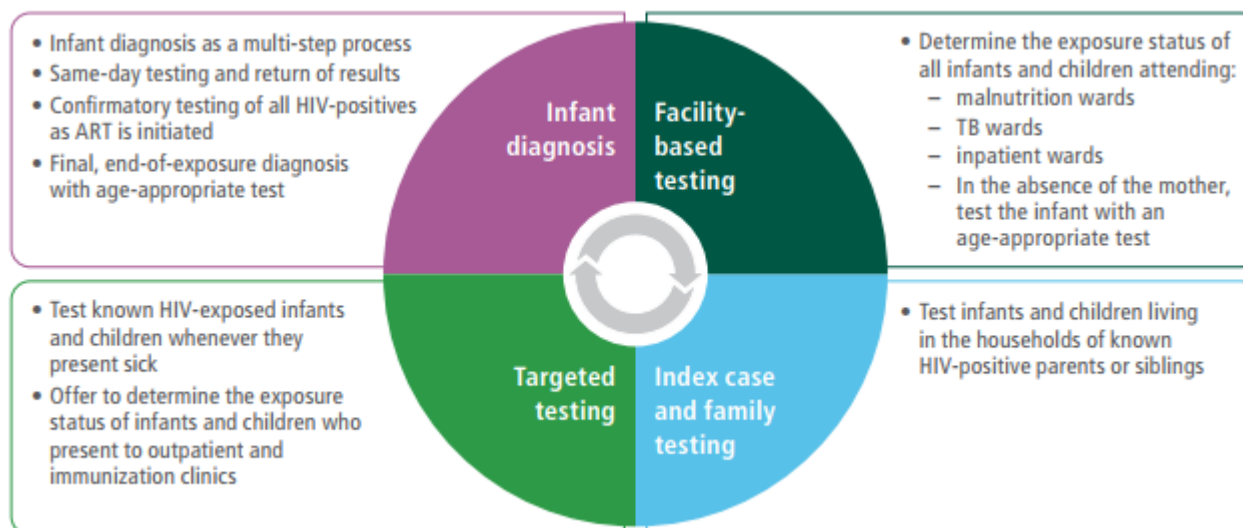 • Infant diagnosis as a multi-step process
• Same-day testing and return of results
• Confirmatory testing of all HIV-positives
as ART is initiated
• Final, end-of-exposure diagnosis
with age-appropriate test
Infant
diagnosis
Facility-
based
testing
• Determine the exposure status of
all infants and children attending:
– malnutrition wards
– TB wards
– inpatient wards
– In the absence of the mother,
test the infant with an
age-appropriate test
• Test known HIV-exposed infants
and children whenever they
present sick
• Offer to determine the exposure
status of infants and children who
present to outpatient and
immunization clinics
Targeted
testing
Index case
and family
testing
• Test infants and children living
in the households of known
HIV-positive parents or siblings